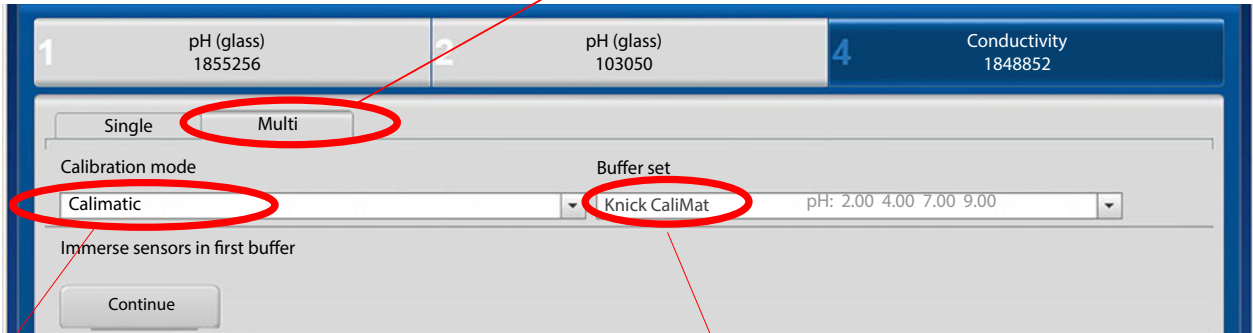 1 pH (glass) 2 pH (glass) 4 Conductivity
1855256 103050 1848852
Single Multi
Calibration mode Buffer set
Calimatic Knick CaliMat pH: 2.00 4.00 7.00 9.00
Immerse sensors in first buffer
Continue